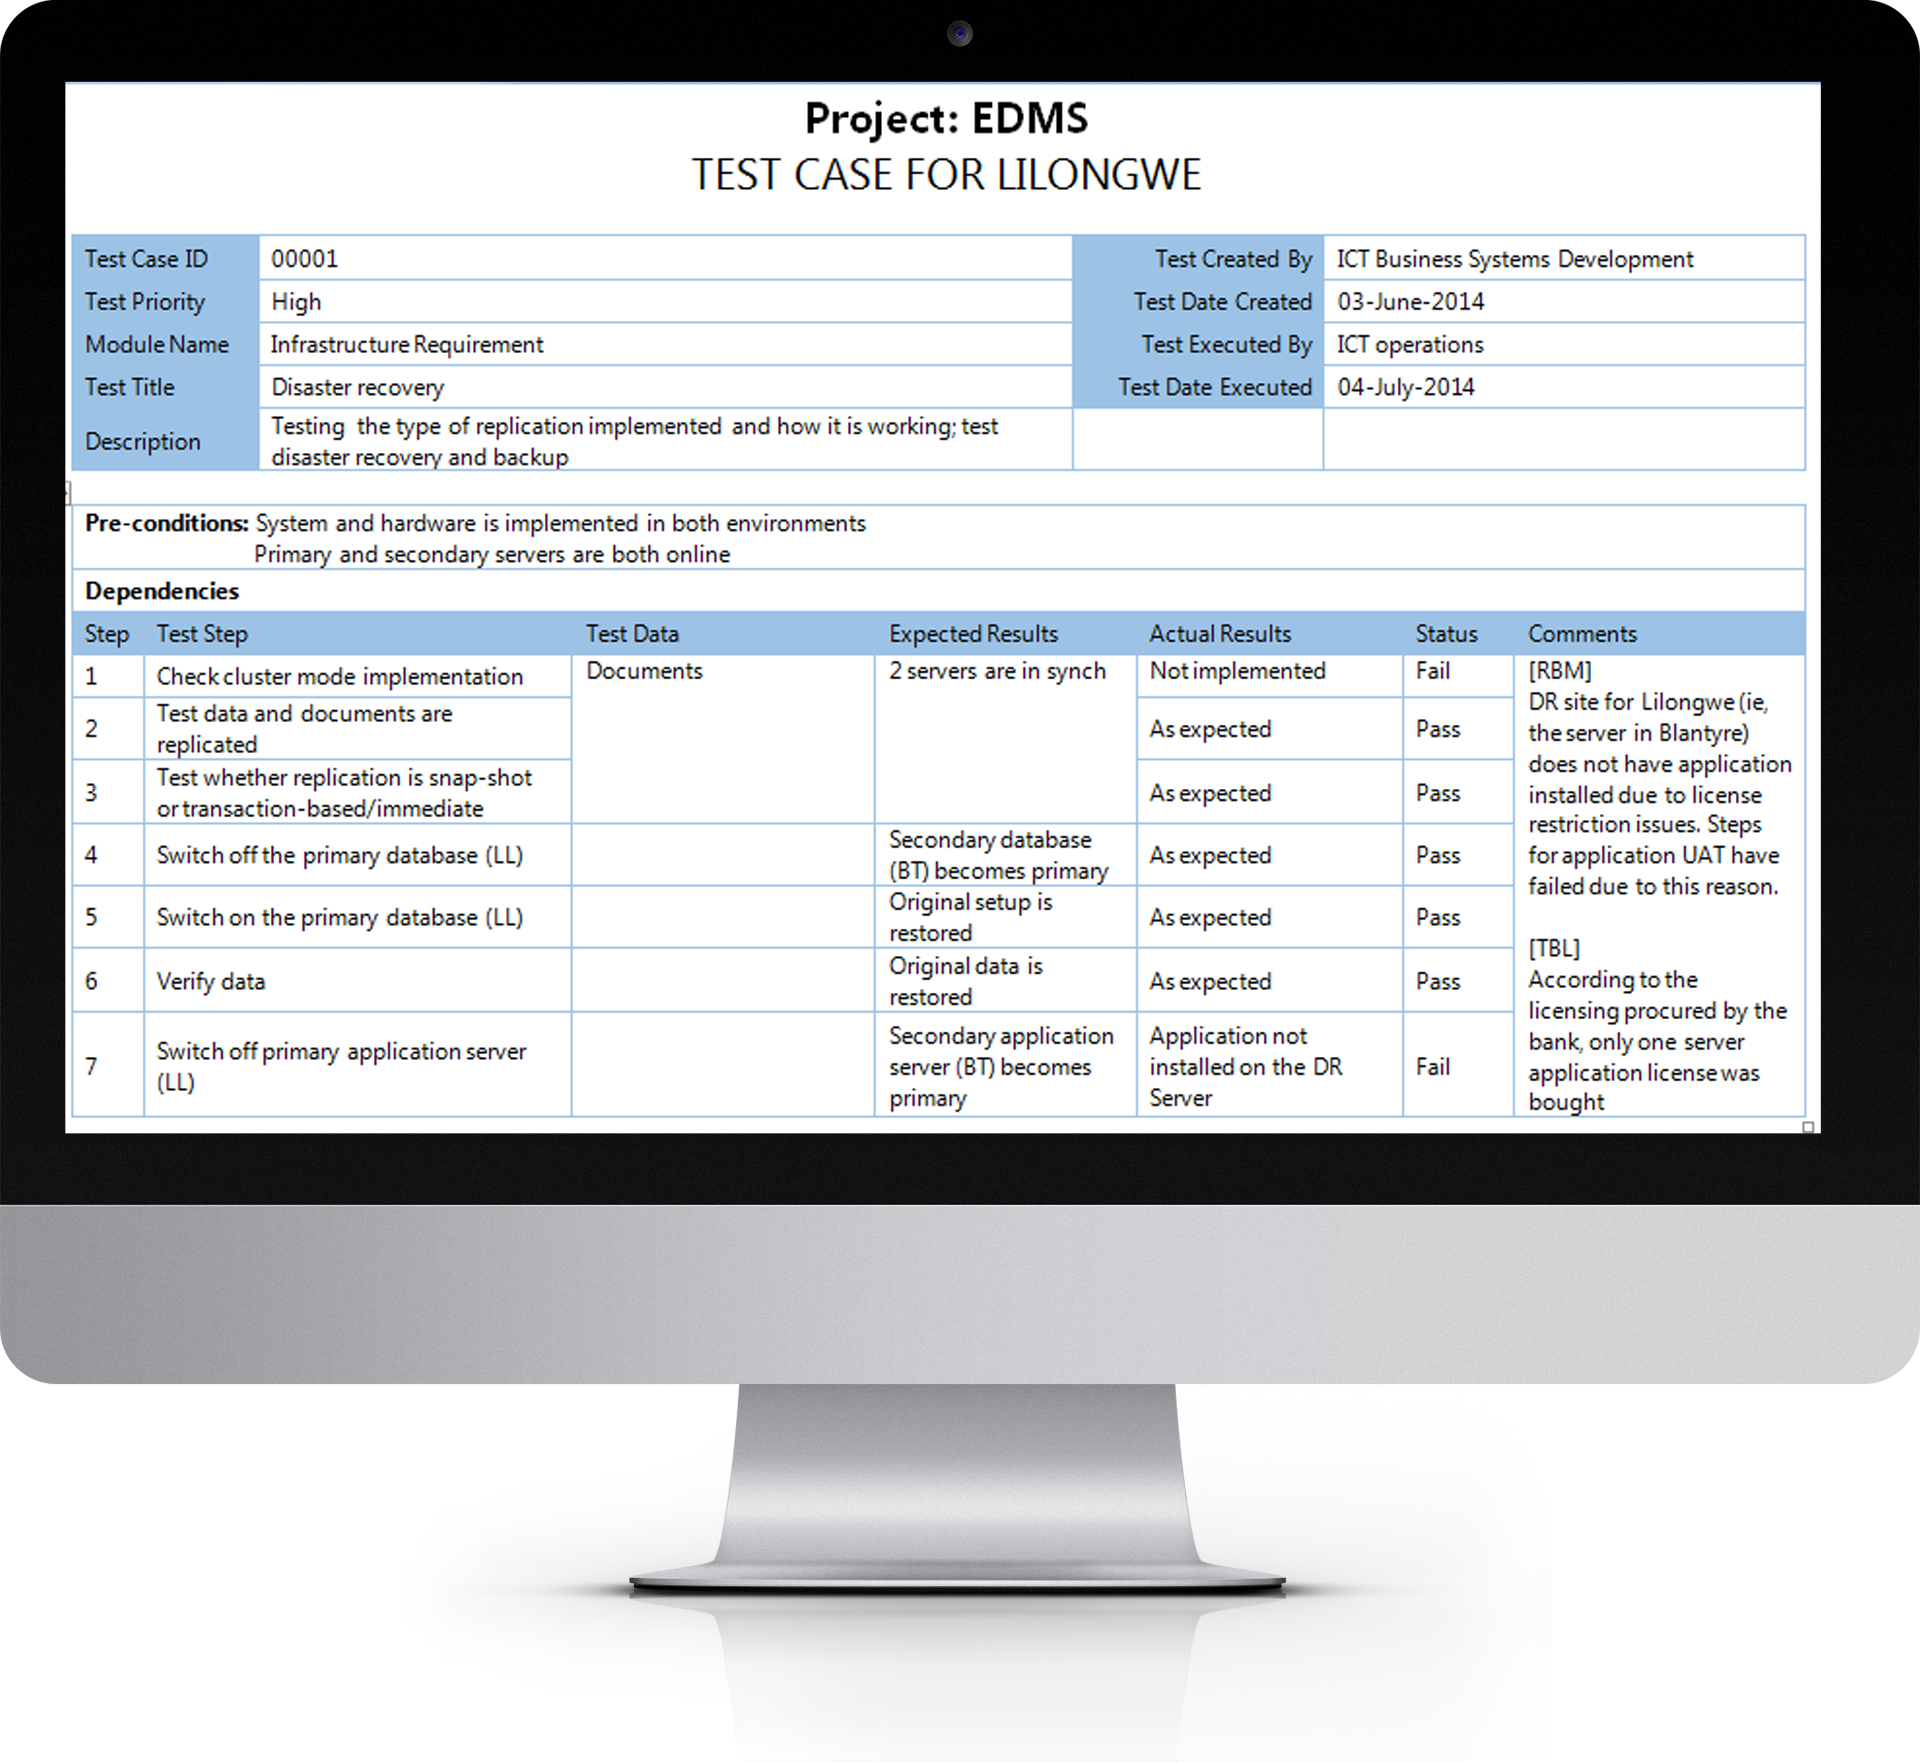 Project: EDMS
TEST CASE FOR LILONGWE
Test Case ID 00001 Test Created By ICT Business Systems Development
Test Priority High Test Date Created 03-June-2014
Module Name Infrastructure Requirement Test Executed By ICT operations
Test Title Disaster recovery Test Date Executed 04-July-2014
Description Testing the type of replication implemented and how it is working; test
disaster recovery and backup
Pre-conditions: System and hardware is implemented in both environments
Primary and secondary servers are both online
Dependencies
Step Test Step Test Data Expected Results Actual Results Status Comments
1 Check cluster mode implementation Documents 2 servers are in synch Not implemented Fail
2 Test data and documents are
replicated
As expected Pass
3 Test whether replication is snap-shot
or transaction-based/immediate
As expected Pass
4 Switch off the primary database (LL)
Secondary database
(BT) becomes primary
As expected Pass
5 Switch on the primary database (LL)
Original setup is
restored
As expected Pass
6 Verify data
Original data is
restored
As expected Pass
7 Switch off primary application server
(LL)
Secondary application
server (BT) becomes
primary
Application not
installed on the DR
Server
Fail
[RBM]
DR site for Lilongwe (ie,
the server in Blantyre)
does not have application
installed due to license
restriction issues. Steps
for application UAT have
failed due to this reason.
[TBL]
According to the
licensing procured by the
bank, only one server
application license was
bought